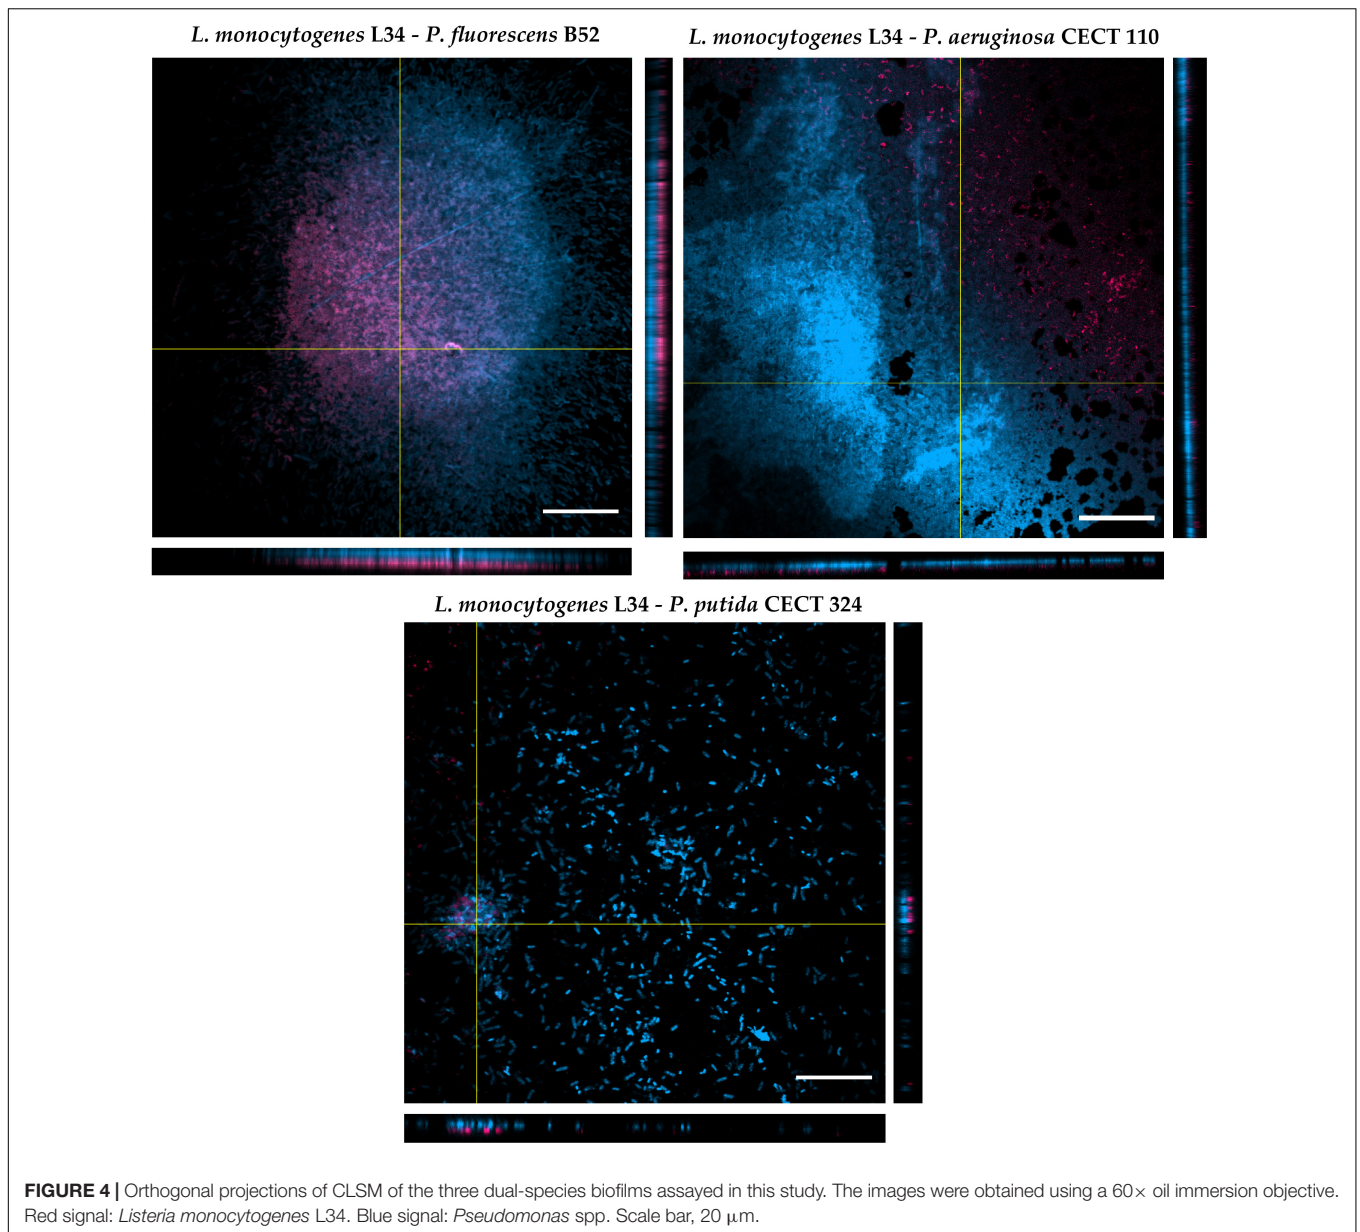 L. monocytogenes L34 - P. fluorescens B52
L. monocytogenes L34 - P. aeruginosa CECT 110
L. monocytogenes L34 - P. putida CECT 324
FIGURE 4 | Orthogonal projections of CLSM of the three dual-species biofilms assayed in this study. The images were obtained using a 60× oil immersion objective.
Red signal: Listeria monocytogenes L34. Blue signal: Pseudomonas spp. Scale bar, 20 μm.